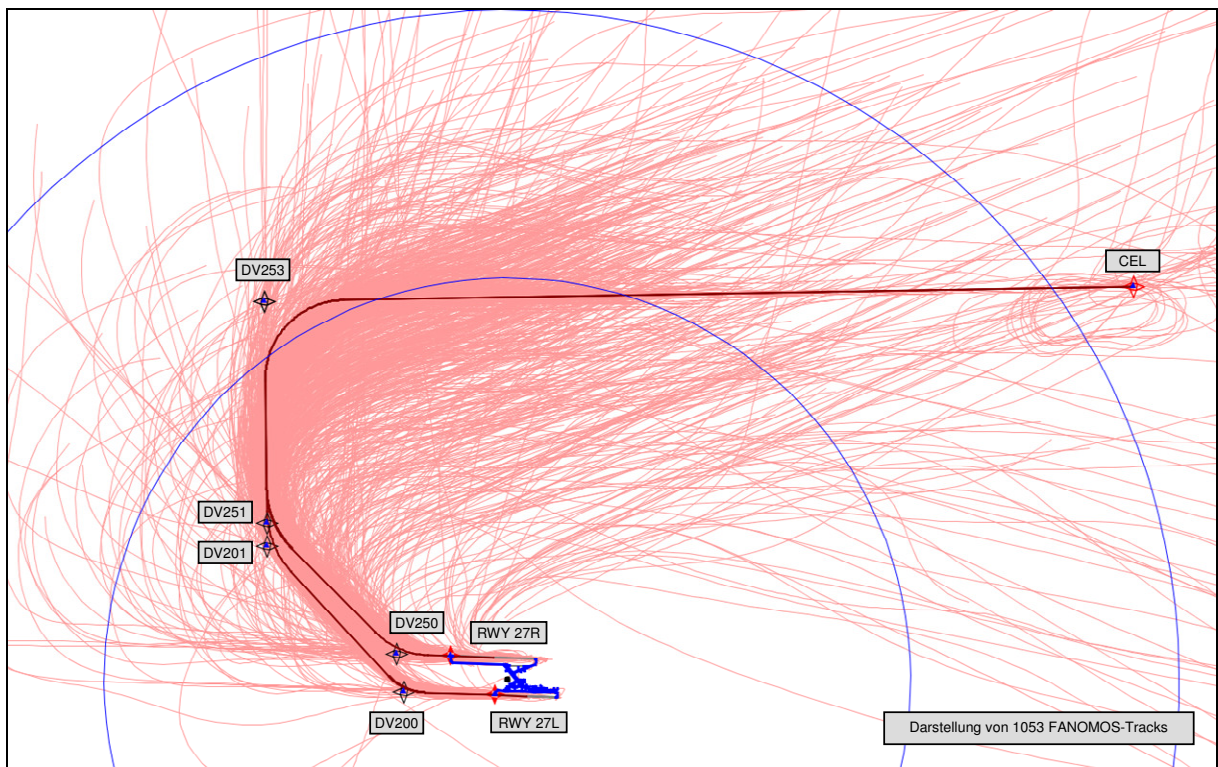 DV253
CEL
DV251
DV201
DV250
RWY 27R
DV200
RWY 27L
Darstellung von 1053 FANOMOS-Tracks